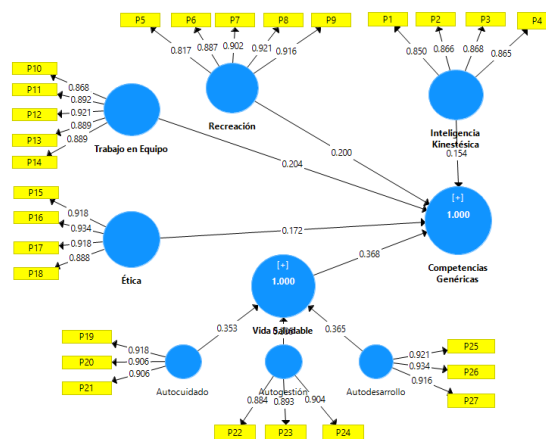 P5 P6 P7 P8 P9
0.817 0.887 0.902 0.921 0.916
Recreación
P1 P2 P3 P4
0.850 0.866 0.868 0.865
Inteligencia
Kinestésica
P10
P11
P12
P13
P14
0.868
0.892
0.921
0.889
0.889
Trabajo en Equipo
0.204
0.200
0.154
P15
P16
P17
P18
0.918
0.934
0.918
0.888
Ética
0.172
[+]
1.000
Competencias
Genéricas
0.368
[+]
1.000
Vida Saludable
0.353
0.365
P19
P20
P21
0.918
0.906
0.906
Autocuidado
Autogestión
0.884 0.893 0.904
P22 P23 P24
Autodesarrollo
0.921
0.934
0.916
P25
P26
P27